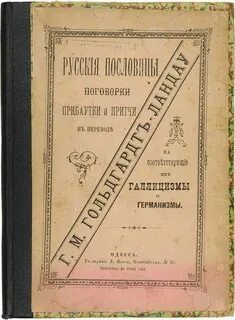 РУССКІЯ ПОСЛОВИЦЫ
ПОГОВОРКИ
ПРИБАУТКИ и ПРИТЧИ
ВЪ ПЕРЕВОДѢ
Г. М. ГОЛЬДГАРДТЪ-ЛАНДАУ
НА
СООТВѢТСТВУЮЩІЕ
ИМЪ
ГАЛЛИЦИЗМЫ
И
ГЕРМАНИЗМЫ.
ОДЕССА.